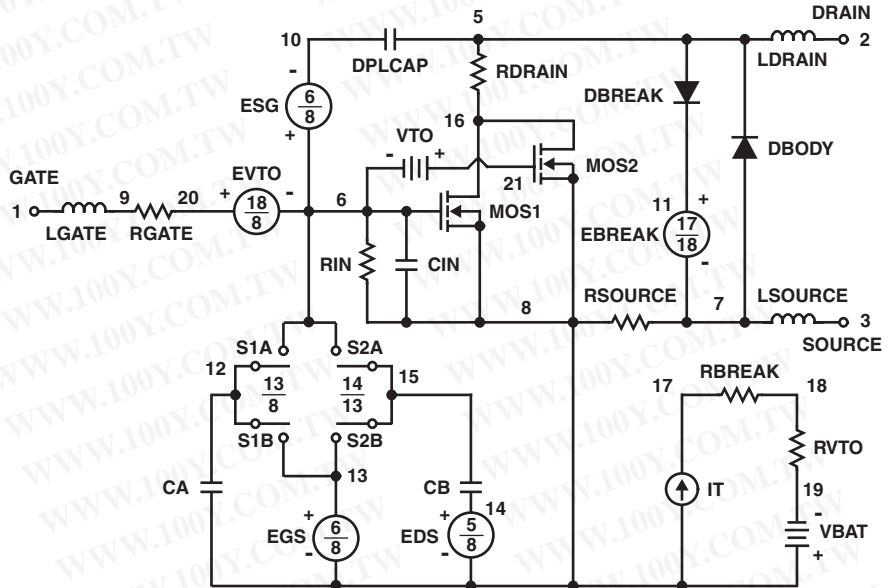 DRAIN
5
10
2
DPLCAP
LDRAIN
RDRAIN
DBREAK
-
ESG
6
8
+
16
VTO
- +
DBODY
MOS2
EVTO
GATE
9
20
+
18
8
-
6
21
11
+
1
MOS1
LGATE
RGATE
EBREAK
17
18
-
RIN
CIN
RSOURCE
LSOURCE
8
7
3
SOURCE
S1A
S2A
12
13
8
14
13
15
RBREAK
17
18
S1B
S2B
13
RVTO
CA
CB
IT
19
14
+
EGS
6
8
-
+
EDS
5
8
-
-
VBAT
+
WWW.100Y.COM.TW